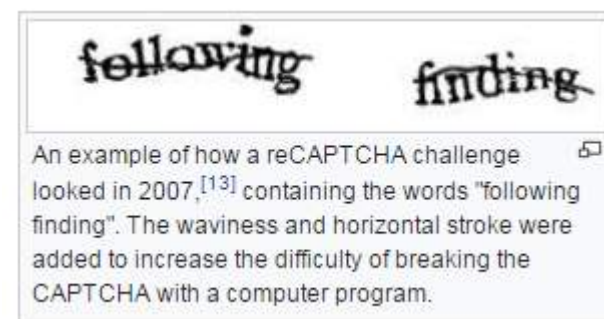 following finding
An example of how a reCAPTCHA challenge
looked in 2007,[13] containing the words "following
finding". The waviness and horizontal stroke were
added to increase the difficulty of breaking the
CAPTCHA with a computer program.